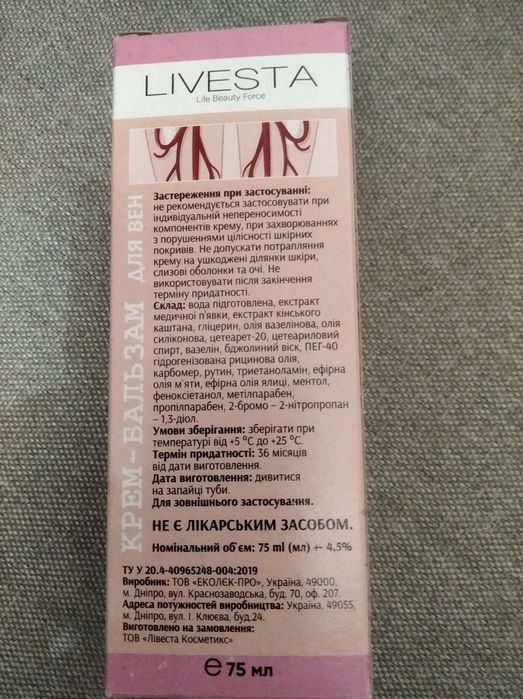 LIVESTA
Life Beauty Force
КРЕМ – БАЛЬЗАМ ДЛЯ ВЕН
Застереження при застосуванні:
не рекомендується застосовувати при
індивідуальній непереносимості
компонентів крему, при захворюваннях
з порушеннями цілісності шкірних
покривів. Не допускати потрапляння
крему на ушкоджені ділянки шкіри,
слизові оболонки та очі. Не
використовувати після закінчення
терміну придатності.
Склад: вода підготовлена, екстракт
медичної п'явки, екстракт кінського
каштана, гліцерин, олія вазелінова, олія
силіконова, цетеарет-20, цетеариловий
спирт, вазелін, бджолиний віск, ПЕГ-40
гідрогенізована рицинова олія,
карбомер, рутин, триетаноламін, ефірна
олія м'яти, ефірна олія ялиці, ментол,
феноксіетанол, метілпарабен,
пропілпарабен, 2-бромо – 2-нітропропан
– 1,3-діол.
Умови зберігання: зберігати при
температурі від +5 °С до +25 °С.
Термін придатності: 36 місяців
від дати виготовлення.
Дата виготовлення: дивитися
на запайці туби.
Для зовнішнього застосування.
НЕ Є ЛІКАРСЬКИМ ЗАСОБОМ.
Номінальний об'єм: 75 ml (мл) +– 4,5%
ТУ У 20.4-40965248-004:2019
Виробник: ТОВ «ЕКОЛЄК-ПРО», Україна, 49000,
м. Дніпро, вул. Краснозаводська, буд. 70, оф. 207.
Адреса потужностей виробництва: Україна, 49055,
м. Дніпро, вул. І. Клюєва, буд.24.
Виготовлено на замовлення:
ТОВ «Лівеста Косметикс»
℮ 75 мл